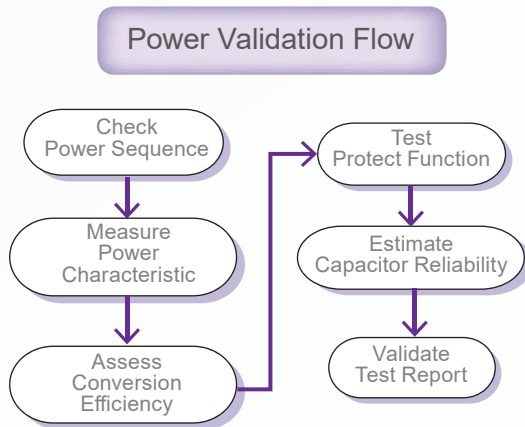 Power Validation Flow
Check
Power Sequence
Measure
Power
Characteristic
Assess
Conversion
Efficiency
Test
Protect Function
Estimate
Capacitor Reliability
Validate
Test Report